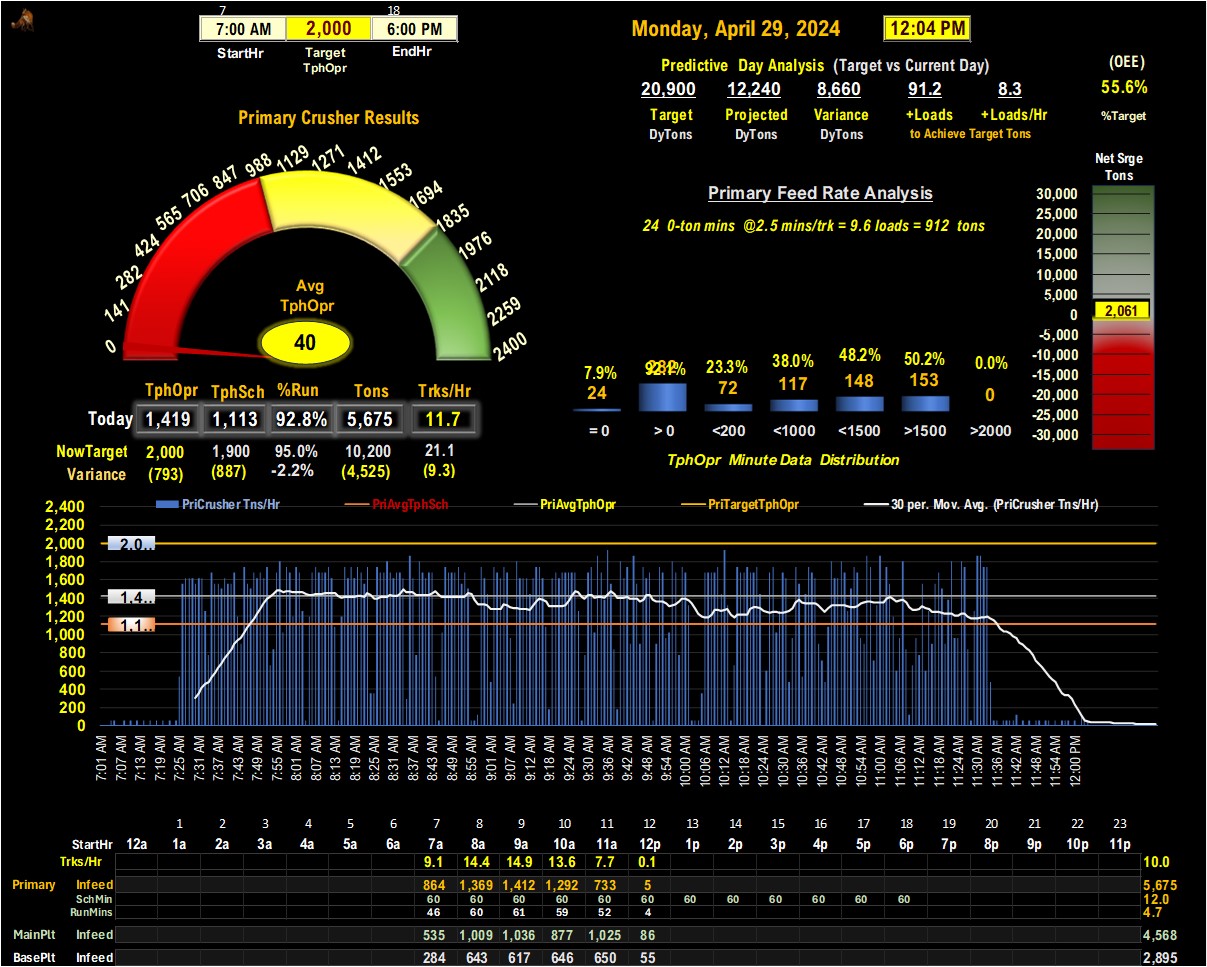 7 18
7:00 AM 2,000 6:00 PM
StartHr Target TphOpr EndHr
Monday, April 29, 2024 12:04 PM
Predictive Day Analysis (Target vs Current Day)
20,900 12,240 8,660 91.2 8.3
Target Projected Variance +Loads +Loads/Hr
DyTons DyTons DyTons to Achieve Target Tons
(OEE)
55.6%
%Target
Primary Crusher Results
0 141 282 424 565 706 847 988 1129 1271 1412 1553 1694 1835 1976 2118 2259 2400
Avg
TphOpr
40
TphOpr TphSch %Run Tons Trks/Hr
Today 1,419 1,113 92.8% 5,675 11.7
NowTarget 2,000 1,900 95.0% 10,200 21.1
Variance (793) (887) -2.2% (4,525) (9.3)
Primary Feed Rate Analysis
24 0-ton mins @2.5 mins/trk = 9.6 loads = 912 tons
7.9% 92.1% 23.3% 38.0% 48.2% 50.2% 0.0%
24 72 117 148 153 0
= 0 > 0 <200 <1000 <1500 >1500 >2000
TphOpr Minute Data Distribution
Net Srge
Tons
30,000
25,000
20,000
15,000
10,000
5,000
0
2,061
-5,000
-10,000
-15,000
-20,000
-25,000
-30,000
PriCrusher Tns/Hr PriAvgTphSch PriAvgTphOpr PriTargetTphOpr 30 per. Mov. Avg. (PriCrusher Tns/Hr)
2,400
2,200
2,000 2.0..
1,800
1,600
1,400 1.4..
1,200 1.1..
1,000
800
600
400
200
0
7:01 AM 7:07 AM 7:13 AM 7:19 AM 7:25 AM 7:31 AM 7:37 AM 7:43 AM 7:49 AM 7:55 AM 8:01 AM 8:07 AM 8:13 AM 8:19 AM 8:25 AM 8:31 AM 8:37 AM 8:43 AM 8:49 AM 8:55 AM 9:01 AM 9:07 AM 9:12 AM 9:18 AM 9:24 AM 9:30 AM 9:36 AM 9:42 AM 9:48 AM 9:54 AM 10:00 AM 10:06 AM 10:12 AM 10:18 AM 10:24 AM 10:30 AM 10:36 AM 10:42 AM 10:48 AM 10:54 AM 11:00 AM 11:06 AM 11:12 AM 11:18 AM 11:24 AM 11:30 AM 11:36 AM 11:42 AM 11:48 AM 11:54 AM 12:00 PM
1 2 3 4 5 6 7 8 9 10 11 12 13 14 15 16 17 18 19 20 21 22 23
StartHr 12a 1a 2a 3a 4a 5a 6a 7a 8a 9a 10a 11a 12p 1p 2p 3p 4p 5p 6p 7p 8p 9p 10p 11p
Trks/Hr 9.1 14.4 14.9 13.6 7.7 0.1 10.0
Primary Infeed 864 1,369 1,412 1,292 733 5 5,675
SchMin 60 60 60 60 60 60 60 60 60 60 60 60 12.0
RunMins 46 60 61 59 52 4 4.7
MainPlt Infeed 535 1,009 1,036 877 1,025 86 4,568
BasePlt Infeed 284 643 617 646 650 55 2,895